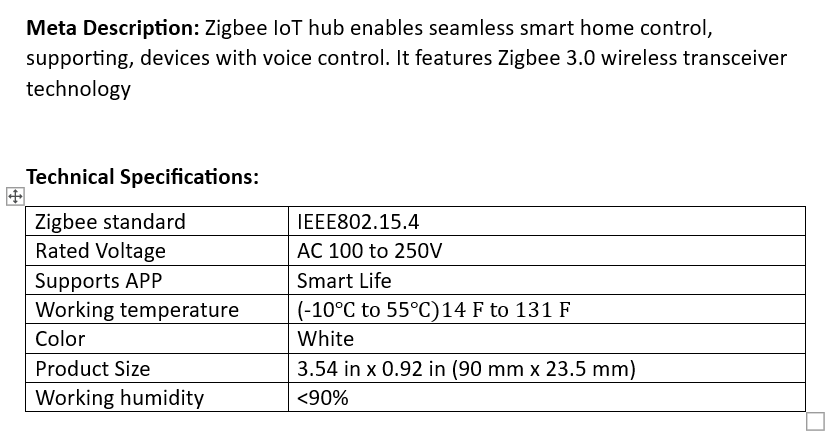 Meta Description: Zigbee IoT hub enables seamless smart home control,
supporting, devices with voice control. It features Zigbee 3.0 wireless transceiver
technology
Technical Specifications:
Zigbee standard IEEE802.15.4
Rated Voltage AC 100 to 250V
Supports APP Smart Life
Working temperature (-10°C to 55°C)14 F to 131 F
Color White
Product Size 3.54 in x 0.92 in (90 mm x 23.5 mm)
Working humidity <90%